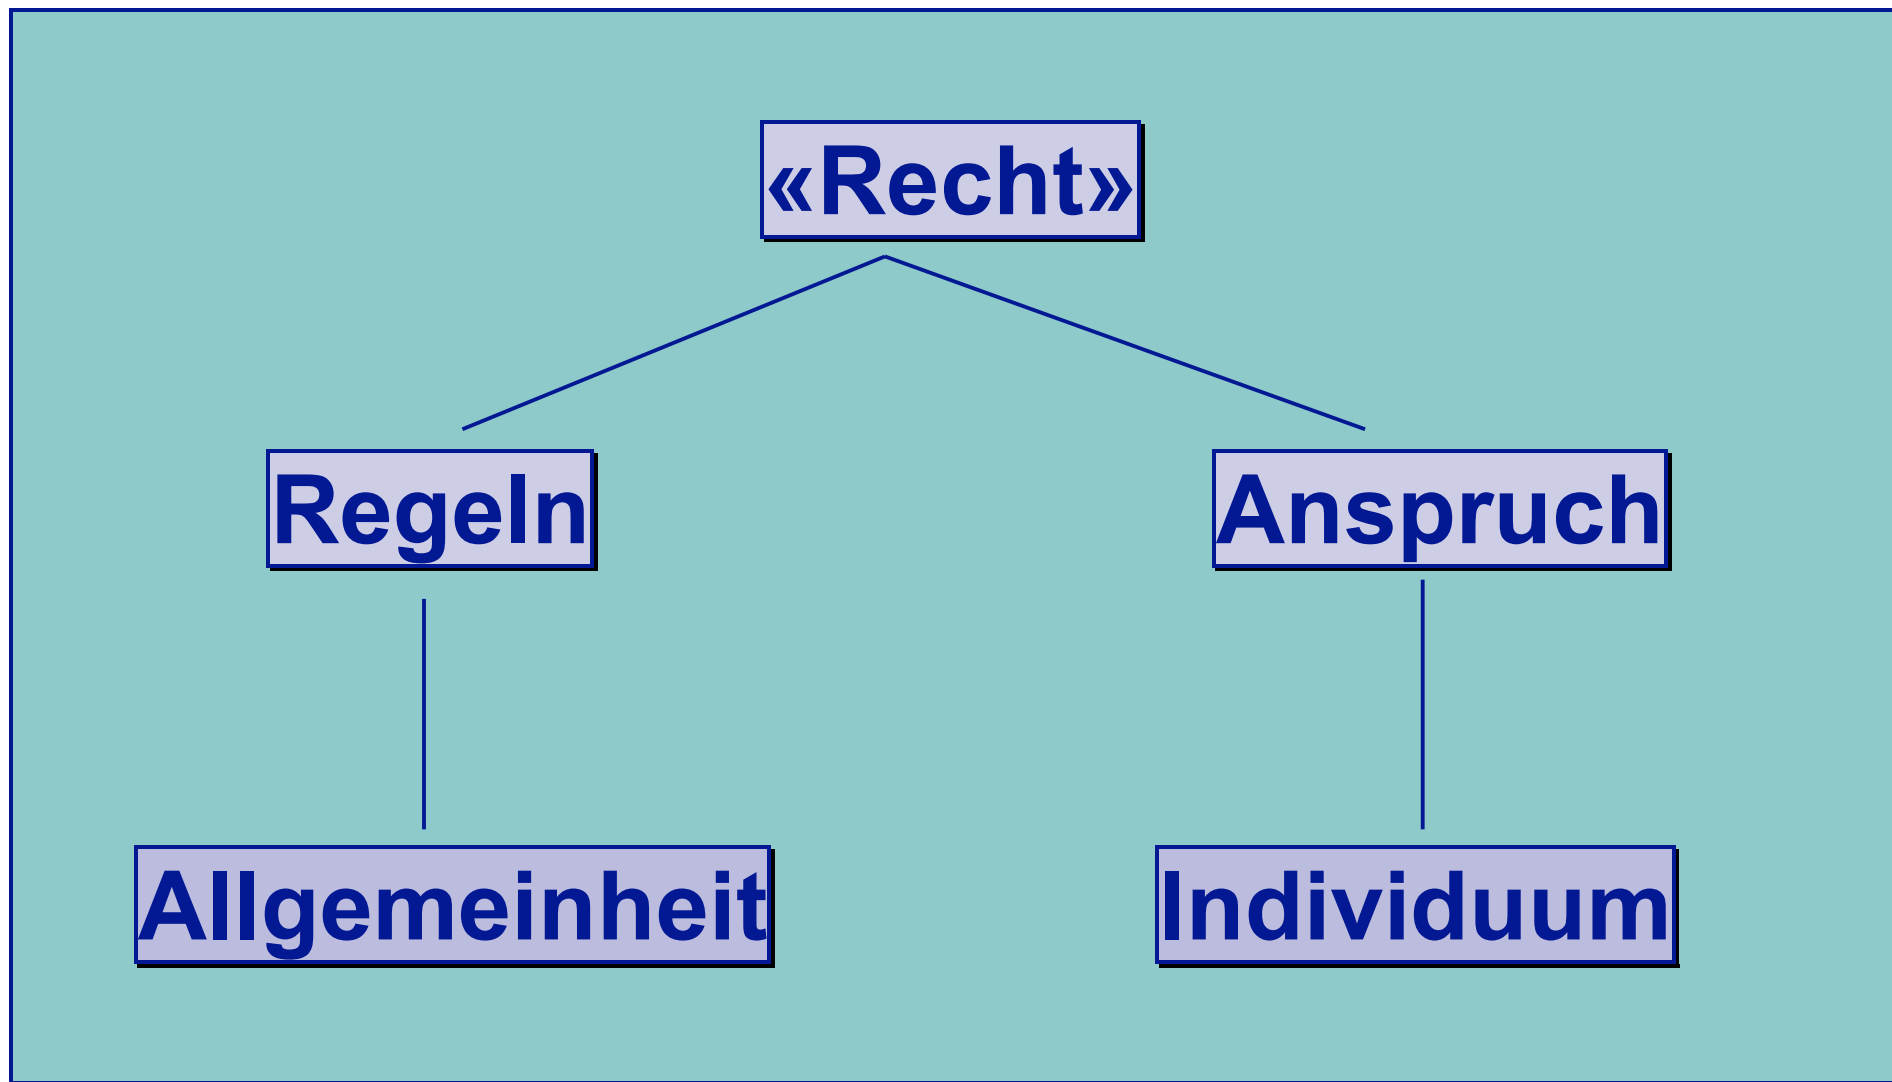 «Recht»
Regeln
Anspruch
Allgemeinheit
Individuum